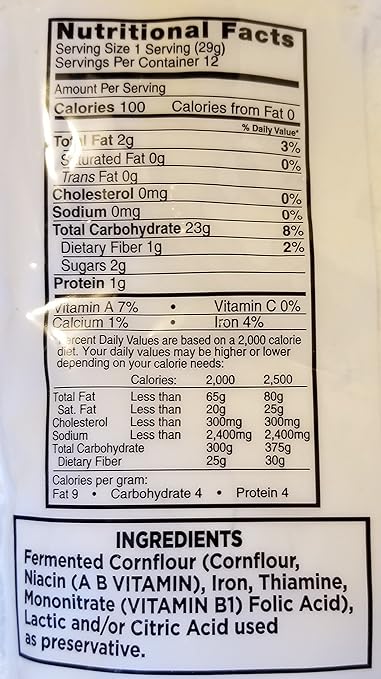 Nutritional Facts
Serving Size 1 Serving (29g)
Servings Per Container 12
Amount Per Serving
Calories 100 Calories from Fat 0
% Daily Value*
Total Fat 2g 3%
Saturated Fat 0g 0%
Trans Fat 0g
Cholesterol 0mg 0%
Sodium 0mg 0%
Total Carbohydrate 23g 8%
Dietary Fiber 1g 2%
Sugars 2g
Protein 1g
Vitamin A 7% • Vitamin C 0%
Calcium 1% • Iron 4%
Percent Daily Values are based on a 2,000 calorie
diet. Your daily values may be higher or lower
depending on your calorie needs:
Calories: 2,000 2,500
Total Fat Less than 65g 80g
Sat. Fat Less than 20g 25g
Cholesterol Less than 300mg 300mg
Sodium Less than 2,400mg 2,400mg
Total Carbohydrate 300g 375g
Dietary Fiber 25g 30g
Calories per gram:
Fat 9 • Carbohydrate 4 • Protein 4
INGREDIENTS
Fermented Cornflour (Cornflour,
Niacin (A B VITAMIN), Iron, Thiamine,
Mononitrate (VITAMIN B1) Folic Acid),
Lactic and/or Citric Acid used
as preservative.